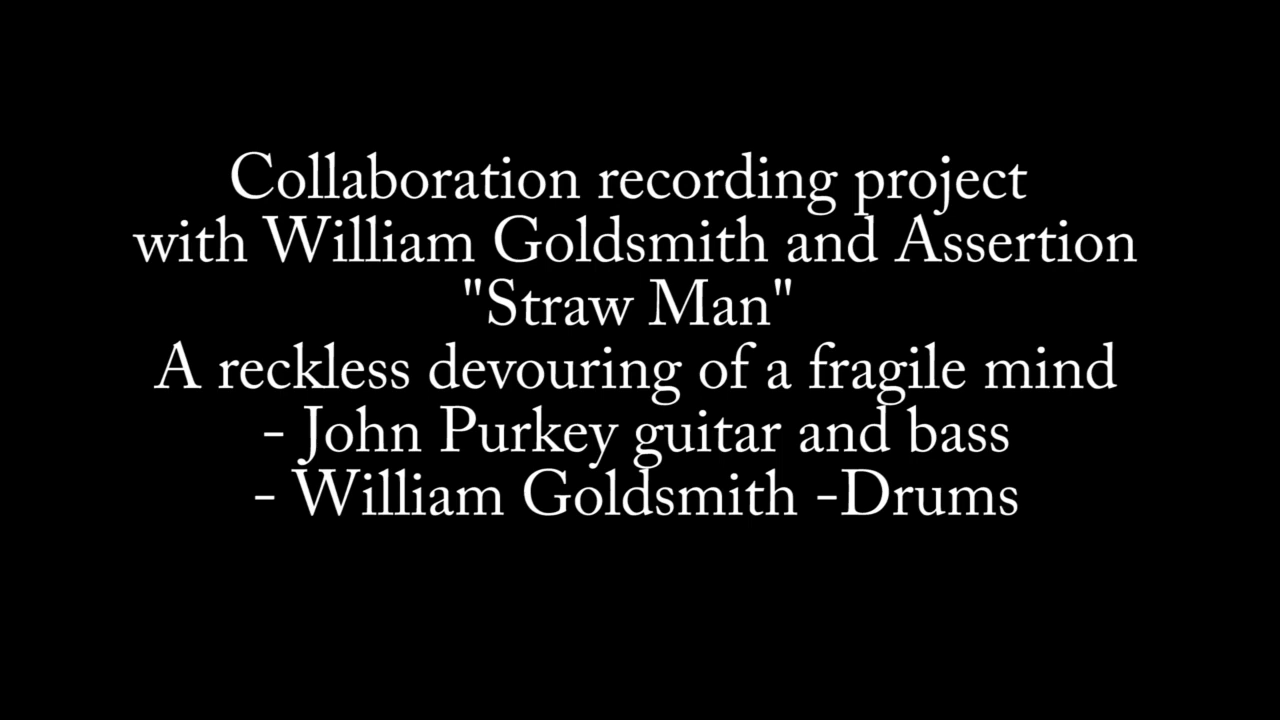 Collaboration recording project
with William Goldsmith and Assertion
"Straw Man"
A reckless devouring of a fragile mind
- John Purkey guitar and bass
- William Goldsmith -Drums